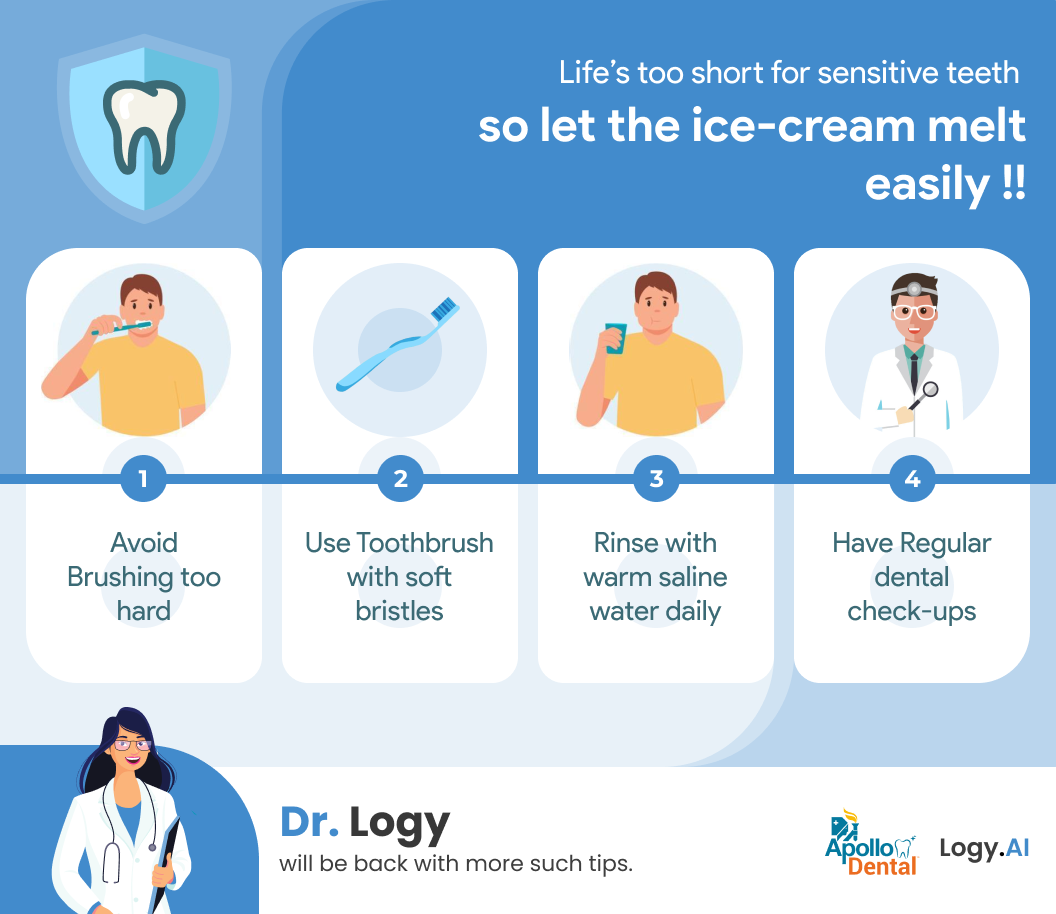 Life's too short for sensitive teeth
so let the ice-cream melt
easily !!
1
Avoid
Brushing too
hard
2
Use Toothbrush
with soft
bristles
3
Rinse with
warm saline
water daily
4
Have Regular
dental
check-ups
Dr. Logy
will be back with more such tips.
Apollo
Dental
Logy.AI